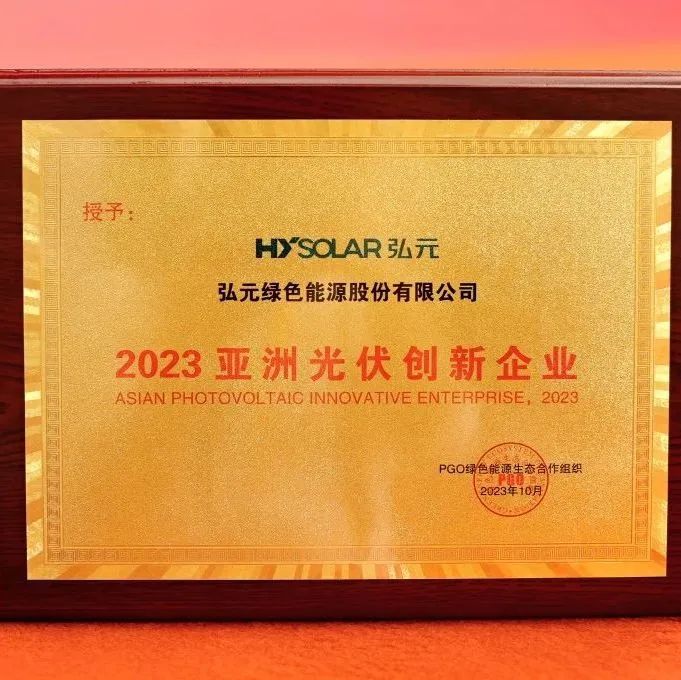 授予：
HY SOLAR 弘元
弘元绿色能源股份有限公司
2023 亚洲光伏创新企业
ASIAN PHOTOVOLTAIC INNOVATIVE ENTERPRISE, 2023
PGO绿色能源生态合作组织
PGO
2023年10月